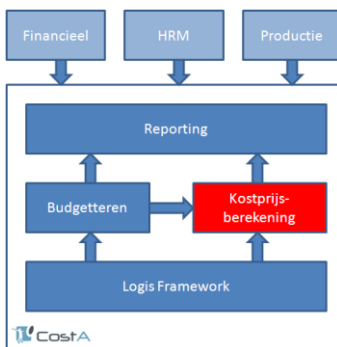 Financieel
HRM
Productie
Reporting
Budgetteren
Kostprijs-
berekening
Logis Framework
CostA